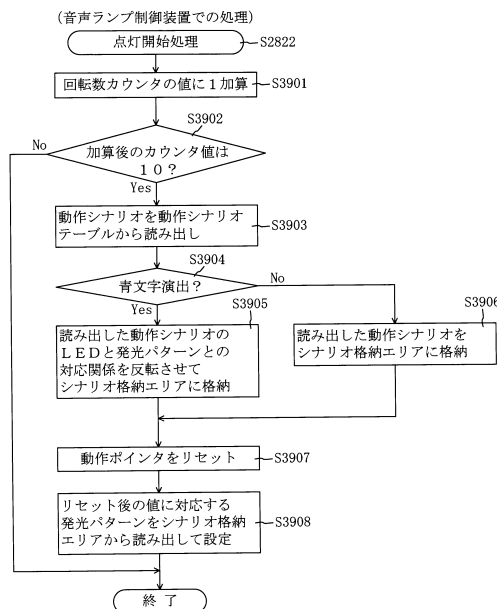 (音声ランプ制御装置での処理)
点灯開始処理
S2822
回転数カウンタの値に1加算
S3901
S3902
加算後のカウンタ値は
10?
No
Yes
動作シナリオを動作シナリオ
テーブルから読み出し
S3903
S3904
青文字演出?
No
Yes
S3905
読み出した動作シナリオの
LEDと発光パターンとの
対応関係を反転させて
シナリオ格納エリアに格納
S3906
読み出した動作シナリオを
シナリオ格納エリアに格納
動作ポインタをリセット
S3907
リセット後の値に対応する
発光パターンをシナリオ格納
エリアから読み出して設定
S3908
終了